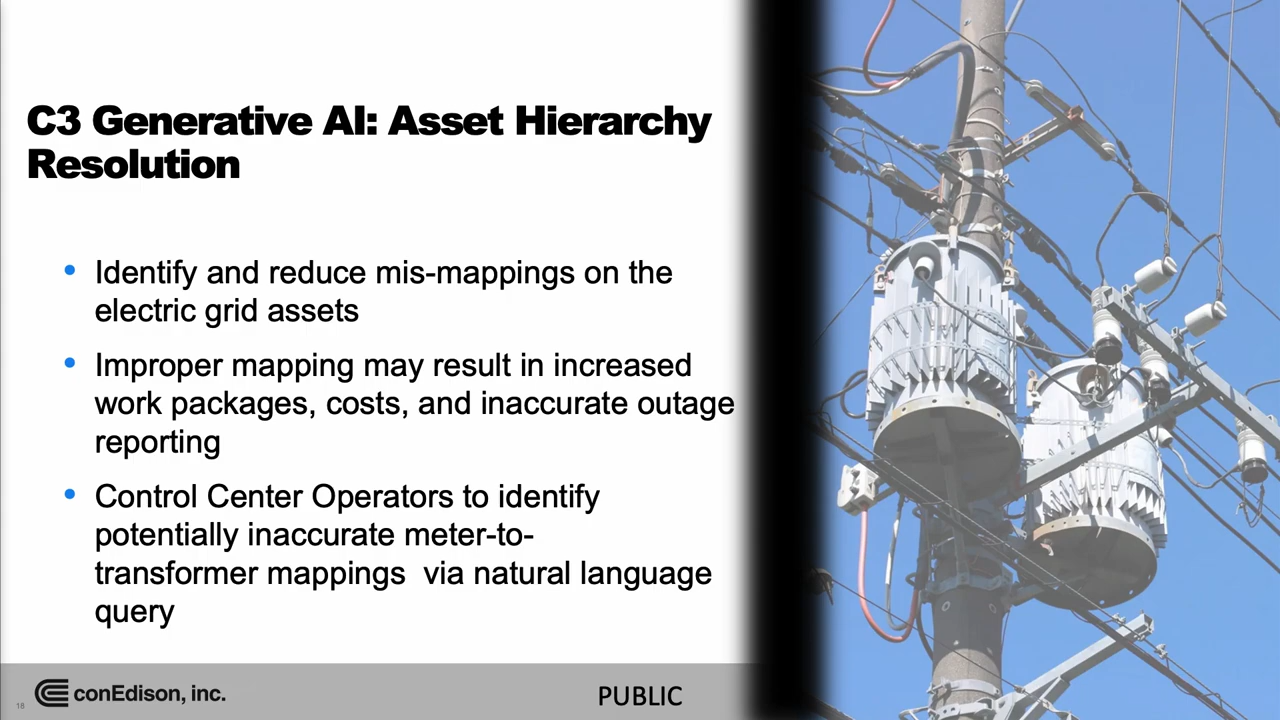 C3 Generative AI: Asset Hierarchy
Resolution
• Identify and reduce mis-mappings on the
electric grid assets
• Improper mapping may result in increased
work packages, costs, and inaccurate outage
reporting
• Control Center Operators to identify
potentially inaccurate meter-to-
transformer mappings  via natural language
query
18
conEdison, inc.
PUBLIC